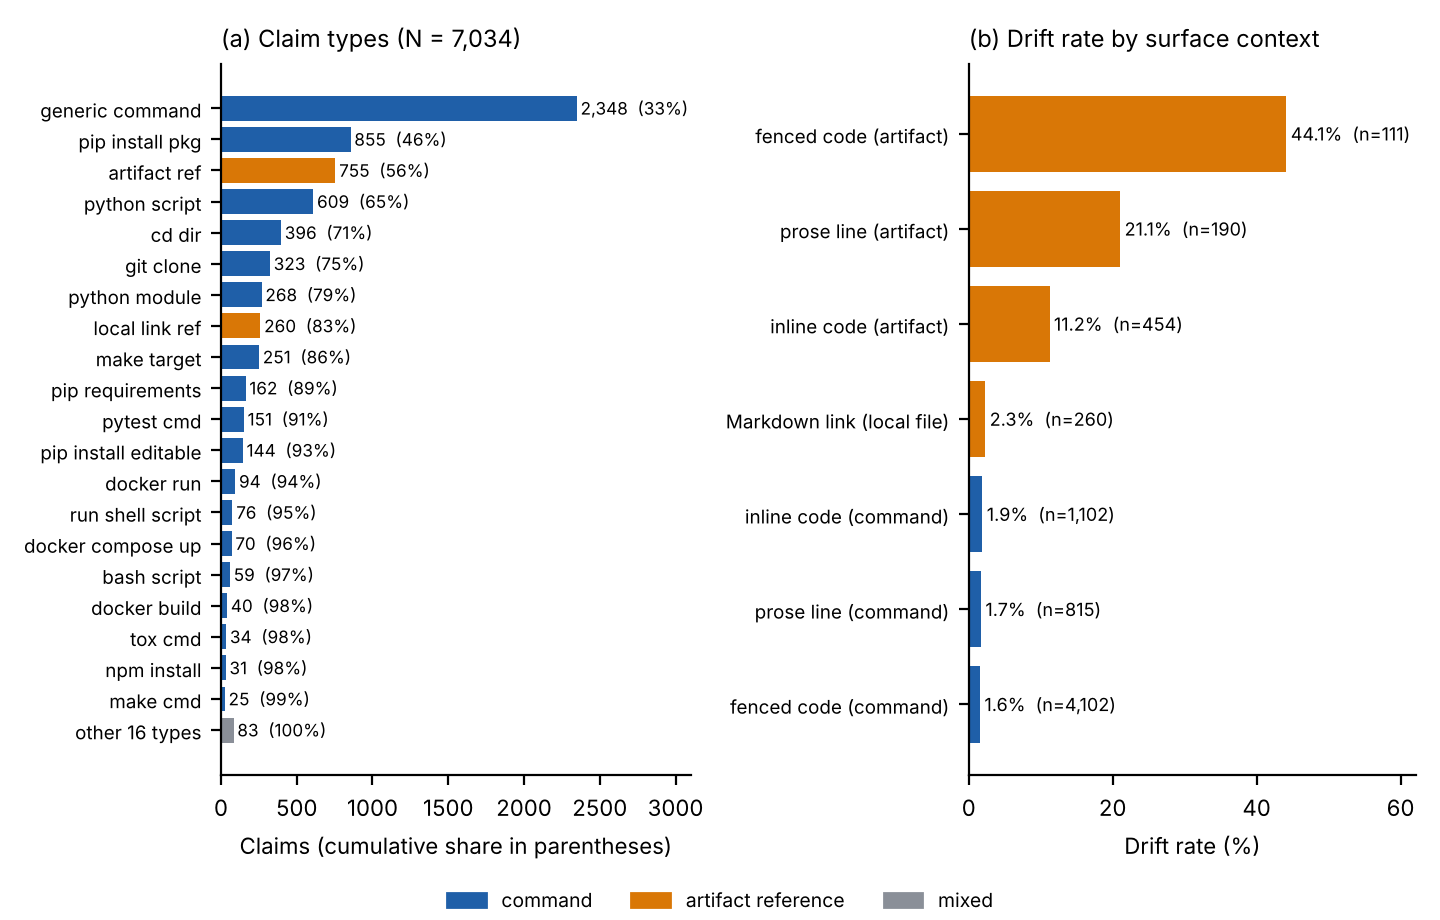 (a) Claim types (N = 7,034)
generic command 2,348 (33%)
pip install pkg 855 (46%)
artifact ref 755 (56%)
python script 609 (65%)
cd dir 396 (71%)
git clone 323 (75%)
python module 268 (79%)
local link ref 260 (83%)
make target 251 (86%)
pip requirements 162 (89%)
pytest cmd 151 (91%)
pip install editable 144 (93%)
docker run 94 (94%)
run shell script 76 (95%)
docker compose up 70 (96%)
bash script 59 (97%)
docker build 40 (98%)
tox cmd 34 (98%)
npm install 31 (98%)
make cmd 25 (99%)
other 16 types 83 (100%)
0 500 1000 1500 2000 2500 3000
Claims (cumulative share in parentheses)
(b) Drift rate by surface context
fenced code (artifact) 44.1% (n=111)
prose line (artifact) 21.1% (n=190)
inline code (artifact) 11.2% (n=454)
Markdown link (local file) 2.3% (n=260)
inline code (command) 1.9% (n=1,102)
prose line (command) 1.7% (n=815)
fenced code (command) 1.6% (n=4,102)
0 20 40 60
Drift rate (%)
command artifact reference mixed